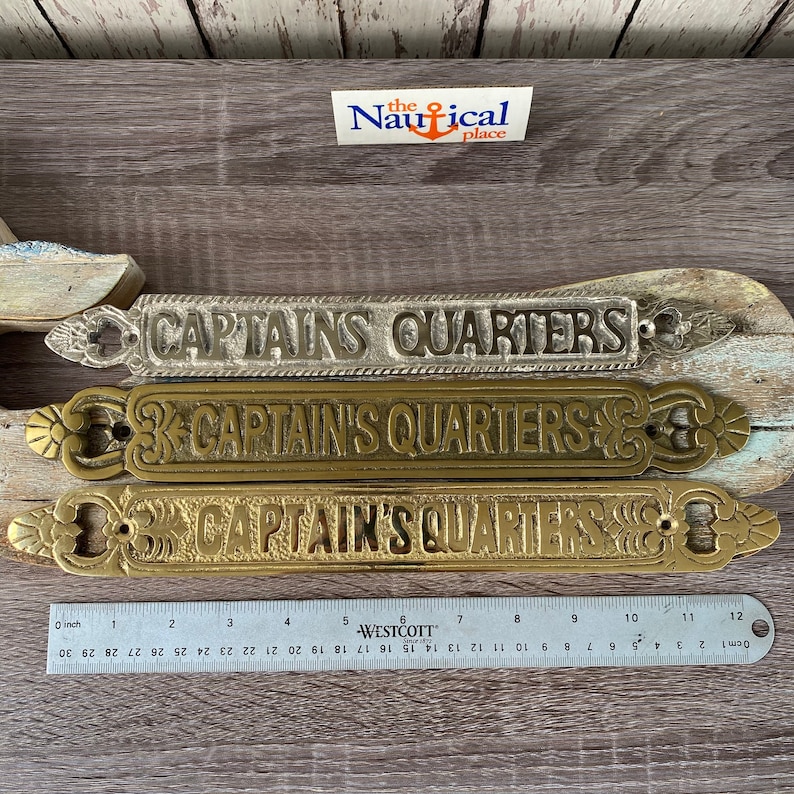 the
Nautical
place
CAPTAINS QUARTERS
CAPTAIN'S QUARTERS
CAPTAIN'S QUARTERS
0 inch 1 2 3 4 5 6 7 8 9 10 11 12
WESTCOTT
Since 1872
30 29 28 27 26 25 24 23 22 21 20 19 18 17 16 15 14 13 12 11 10 9 8 7 6 5 4 3 2 1 0cm